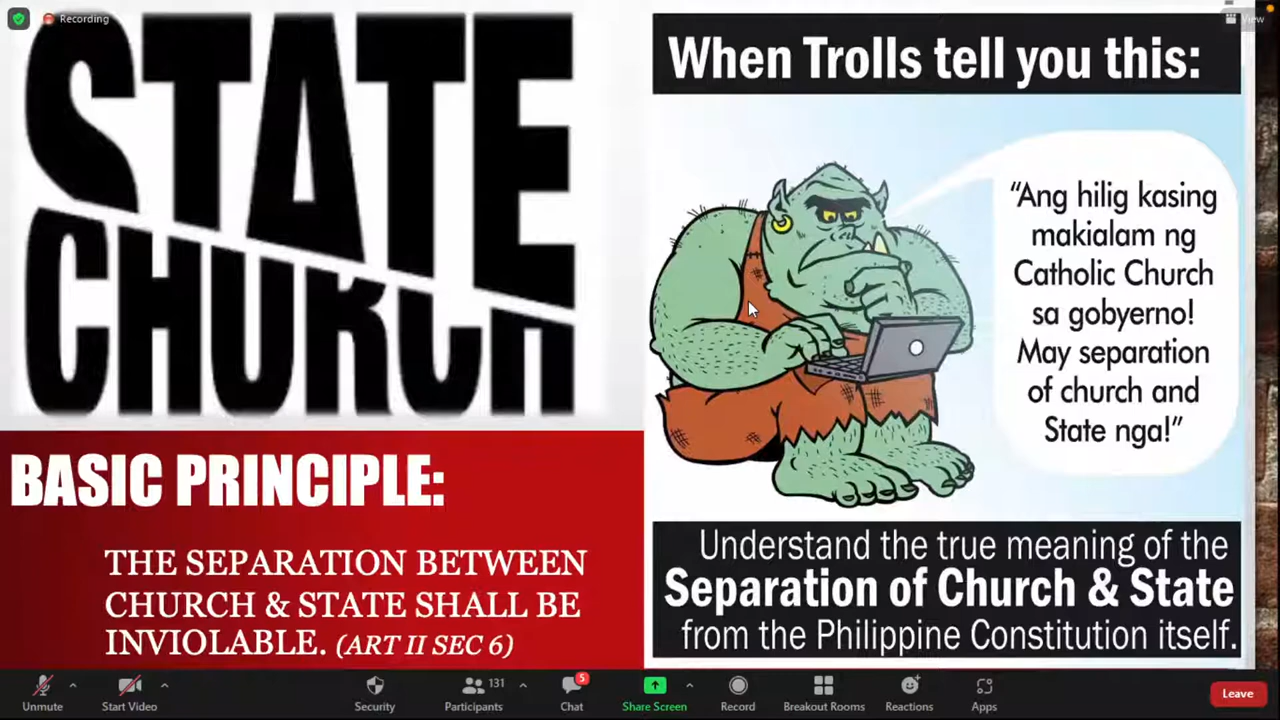 Recording
View
STATE
CHURCH
BASIC PRINCIPLE:
THE SEPARATION BETWEEN
CHURCH & STATE SHALL BE
INVIOLABLE. (ART II SEC 6)
When Trolls tell you this:
“Ang hilig kasing
makialam ng
Catholic Church
sa gobyerno!
May separation
of church and
State nga!”
Understand the true meaning of the
Separation of Church & State
from the Philippine Constitution itself.
Unmute
Start Video
Security
Participants
131
Chat
5
Share Screen
Record
Breakout Rooms
Reactions
Apps
Leave